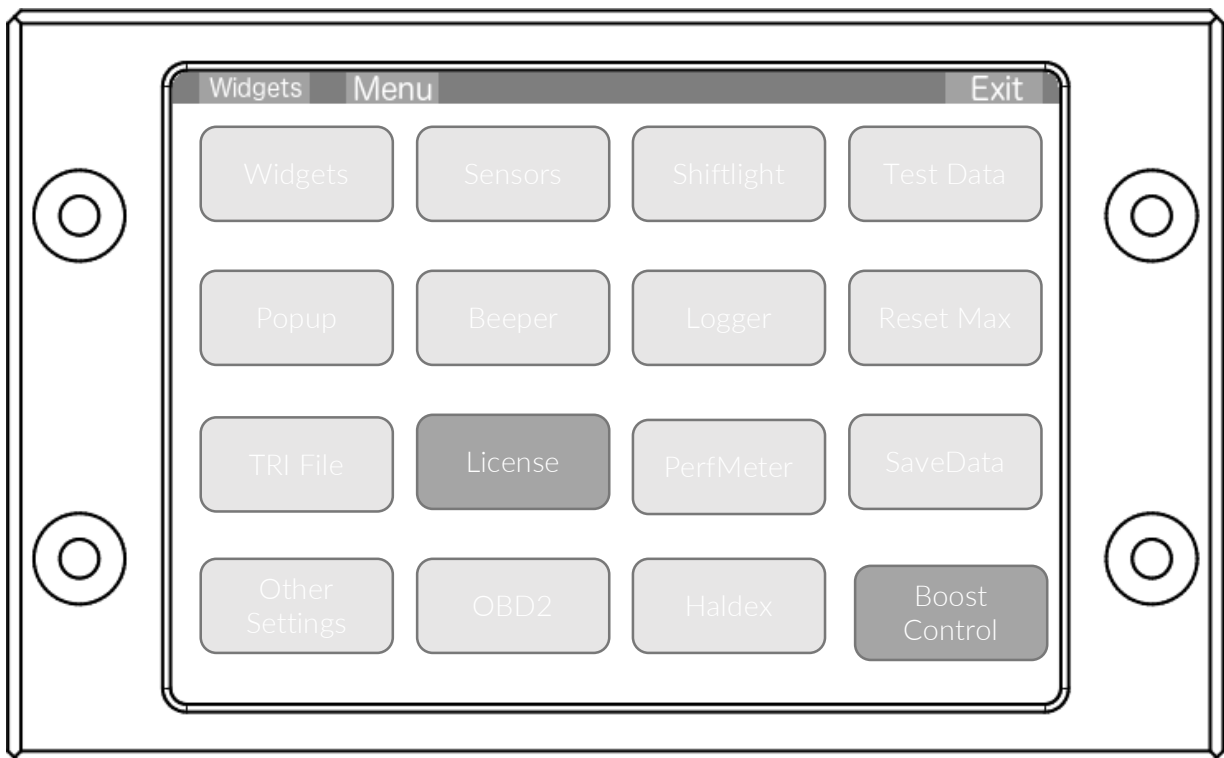 Widgets Menu Exit
Widgets Sensors Shiftlight Test Data
Popup Beeper Logger Reset Max
TRI File License PerfMeter SaveData
Other
Settings
OBD2
Haldex
Boost
Control